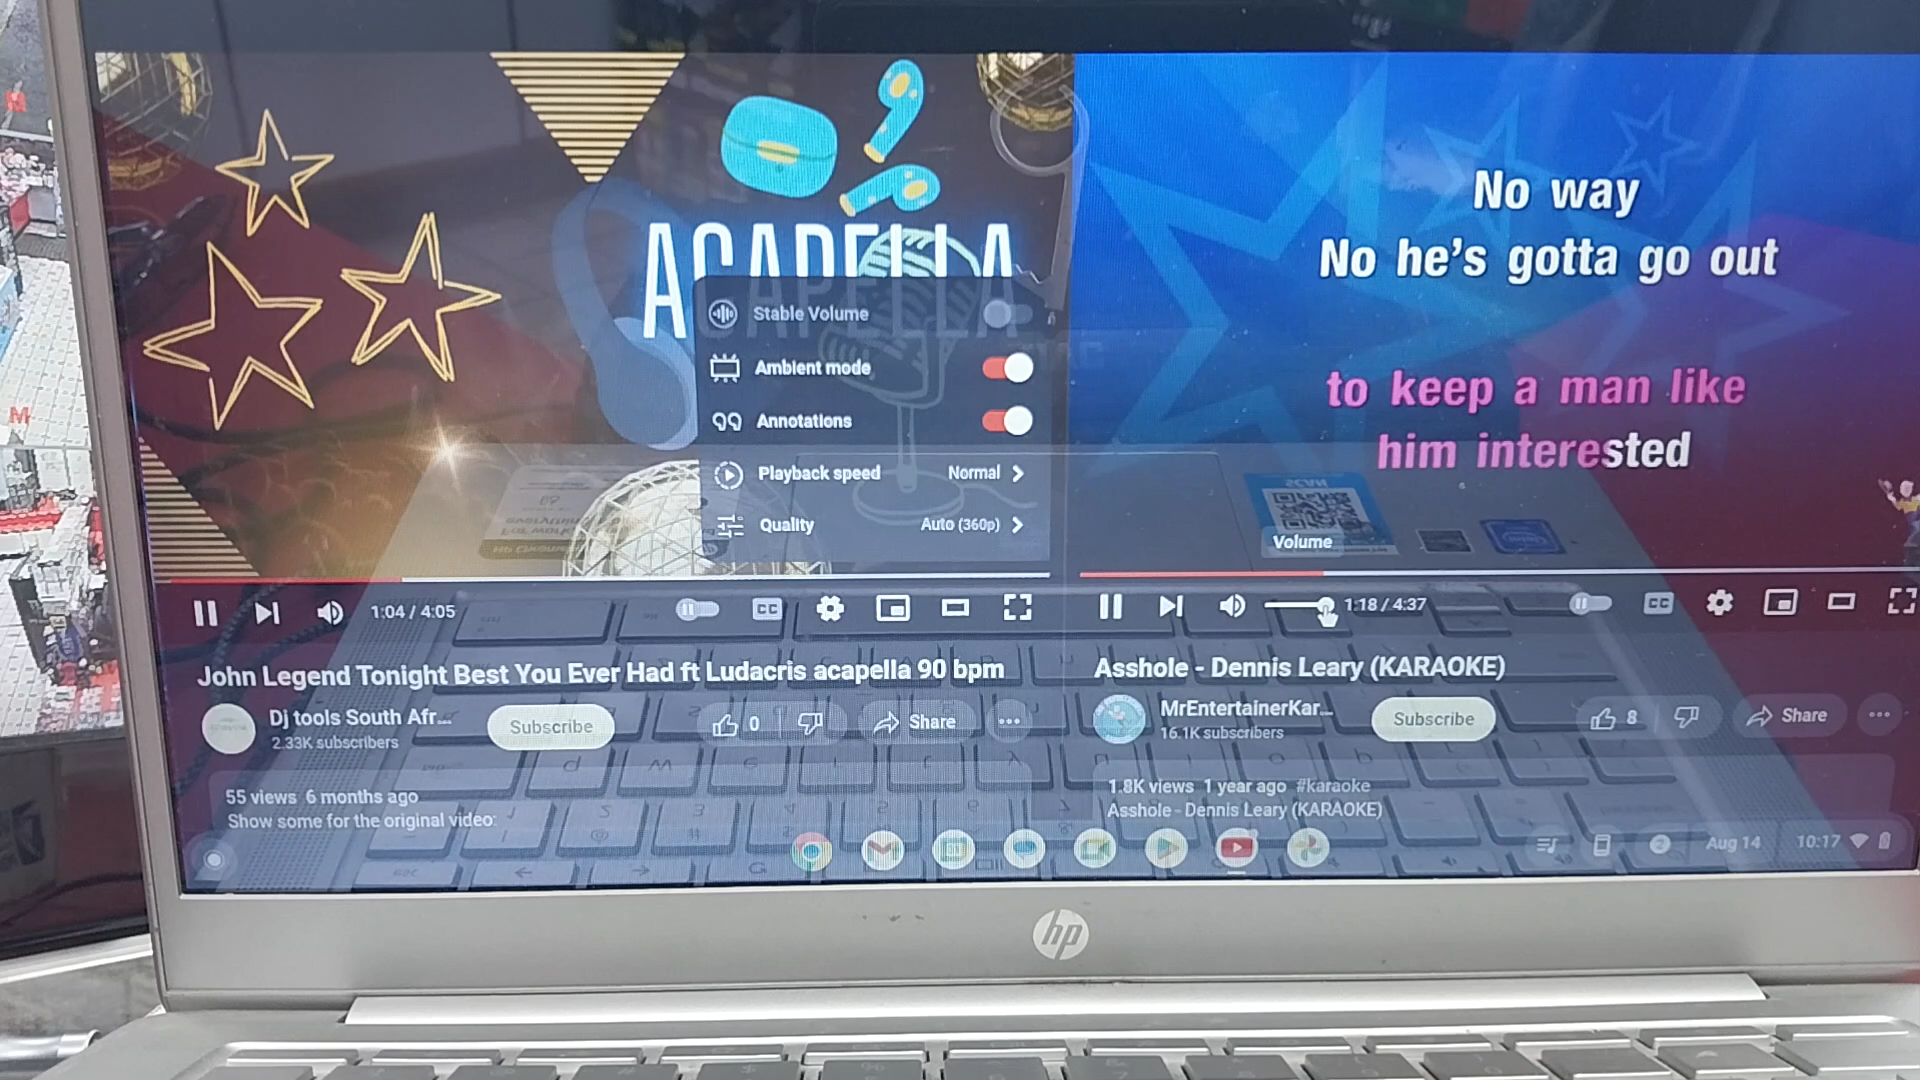 ACAPELLA
Stable Volume
Ambient mode
Annotations
Playback speed Normal
Quality Auto (360p)
1:04 / 4:05
CC
John Legend Tonight Best You Ever Had ft Ludacris acapella 90 bpm
Dj tools South Afr...
2.33K subscribers
Subscribe
0
Share
55 views 6 months ago
Show some for the original video:
No way
No he's gotta go out
to keep a man like
him interested
SCAN
Volume
1:18 / 4:37
CC
Asshole - Dennis Leary (KARAOKE)
MrEntertainerKar...
16.1K subscribers
Subscribe
8
Share
1.8K views 1 year ago #karaoke
Asshole - Dennis Leary (KARAOKE)
2
Aug 14
10:17
hp
M
M